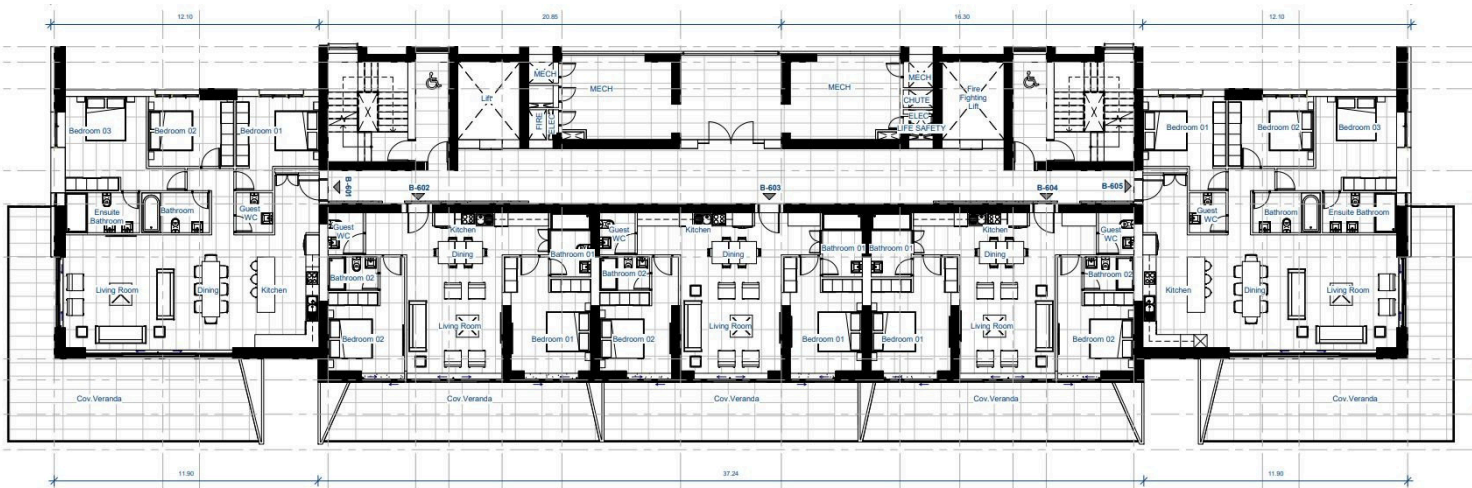 12.10
20.85
16.30
12.10
MECH
MECH
Lift
FIRE
ELEC
MECH
MECH
CHUTE
ELEC
LIFE SAFETY
Fire
Fighting
Lift
Bedroom 03
Bedroom 02
Bedroom 01
Bedroom 01
Bedroom 02
Bedroom 03
B-601
B-602
B-603
B-604
B-605
Ensuite
Bathroom
Bathroom
Guest
WC
Guest
WC
Kitchen
Dining
Bathroom 01
Bathroom 02
Guest
WC
Kitchen
Dining
Bathroom 01
Bathroom 02
Bathroom 01
Kitchen
Dining
Guest
WC
Bathroom 02
Guest
WC
Bathroom
Ensuite Bathroom
Living Room
Dining
Kitchen
Bedroom 02
Living Room
Bedroom 01
Bedroom 02
Living Room
Bedroom 01
Bedroom 01
Living Room
Bedroom 02
Kitchen
Dining
Living Room
Cov.Veranda
Cov.Veranda
Cov.Veranda
Cov.Veranda
Cov.Veranda
11.90
37.24
11.90